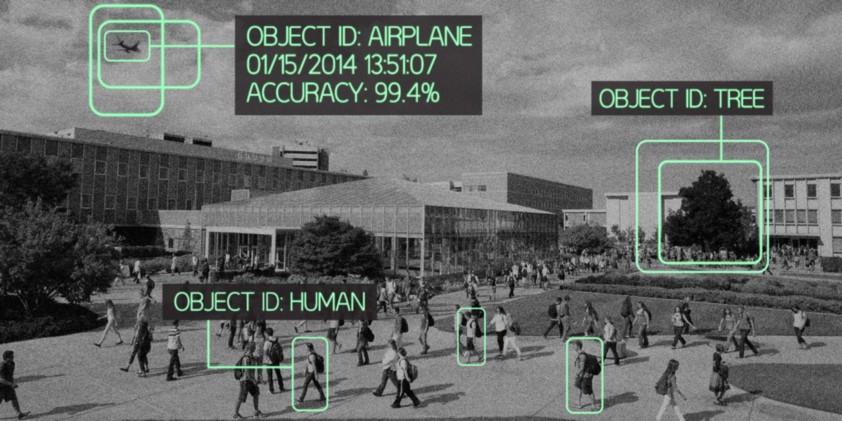 OBJECT ID: AIRPLANE
01/15/2014 13:51:07
ACCURACY: 99.4%
OBJECT ID: TREE
OBJECT ID: HUMAN